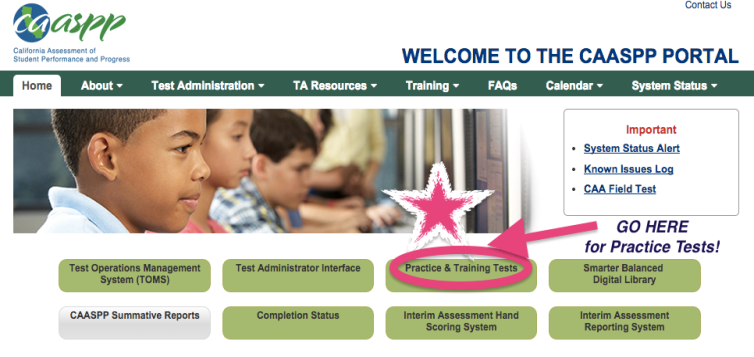 Contact Us
caaspp
California Assessment of
Student Performance and Progress
WELCOME TO THE CAASPP PORTAL
Home About Test Administration TA Resources Training FAQs Calendar System Status
Important
System Status Alert
Known Issues Log
CAA Field Test
GO HERE
for Practice Tests!
Test Operations Management
System (TOMS)
Test Administrator Interface
Practice & Training Tests
Smarter Balanced
Digital Library
CAASPP Summative Reports
Completion Status
Interim Assessment Hand
Scoring System
Interim Assessment
Reporting System